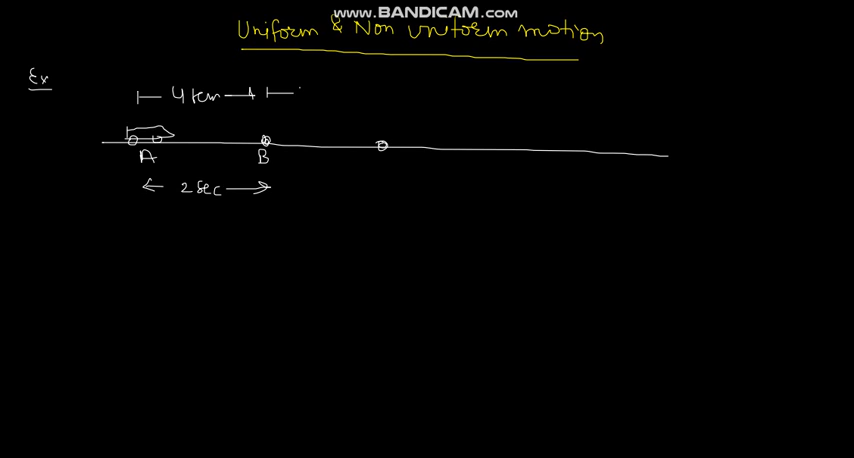 www.BANDICAM.com
Uniform & Non uniform motion
Ex
4 km
A
B
2 sec